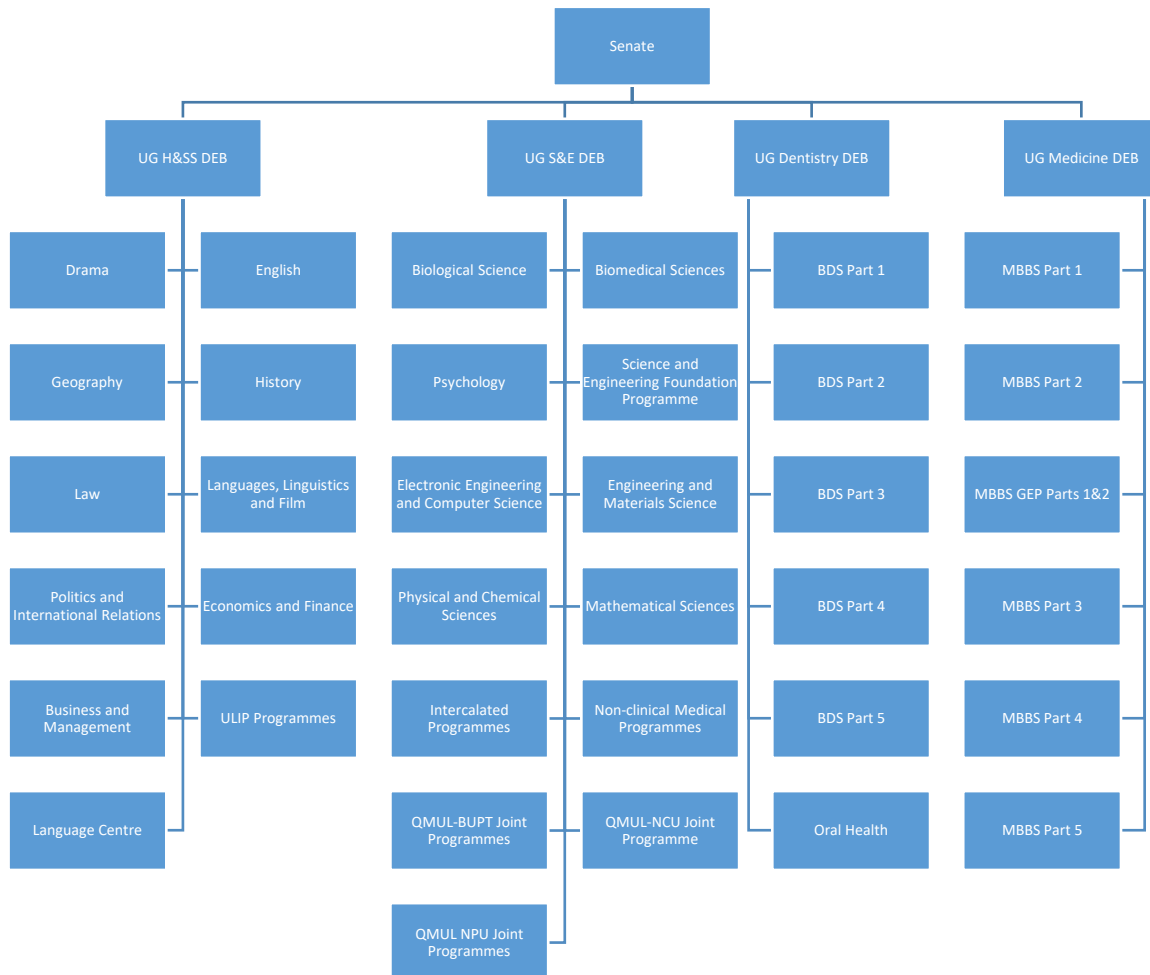 Senate
UG H&SS DEB
UG S&E DEB
UG Dentistry DEB
UG Medicine DEB
Drama
English
Biological Science
Biomedical Sciences
BDS Part 1
MBBS Part 1
Geography
History
Psychology
Science and
Engineering Foundation
Programme
BDS Part 2
MBBS Part 2
Law
Languages, Linguistics
and Film
Electronic Engineering
and Computer Science
Engineering and
Materials Science
BDS Part 3
MBBS GEP Parts 1&2
Politics and
International Relations
Economics and Finance
Physical and Chemical
Sciences
Mathematical Sciences
BDS Part 4
MBBS Part 3
Business and
Management
ULIP Programmes
Intercalated
Programmes
Non-clinical Medical
Programmes
BDS Part 5
MBBS Part 4
Language Centre
QMUL-BUPT Joint
Programmes
QMUL-NCU Joint
Programme
Oral Health
MBBS Part 5
QMUL NPU Joint
Programmes